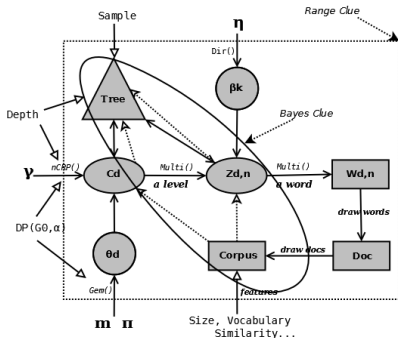 Range Clue
Sample
η
Dir()
Tree
βk
Depth
Bayes Clue
nCRP()
γ
Cd
Multi()
a level
Zd,n
Multi()
a word
Wd,n
draw words
DP(G0,α)
θd
Corpus
draw docs
Doc
Gem()
features
m π
Size, Vocabulary
Similarity...